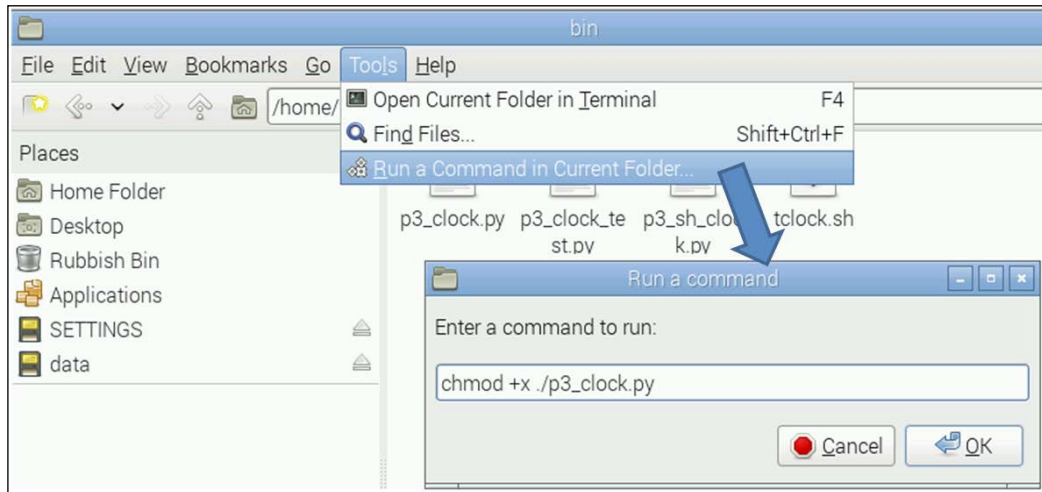 bin
File Edit View Bookmarks Go Tools Help
/home/
Open Current Folder in Terminal F4
Find Files... Shift+Ctrl+F
Run a Command in Current Folder...
Places
Home Folder
Desktop
Rubbish Bin
Applications
SETTINGS
data
p3_clock.py p3_clock_te p3_sh_cloc tclock.sh
st.py k.py
Run a command
Enter a command to run:
chmod +x ./p3_clock.py
Cancel OK